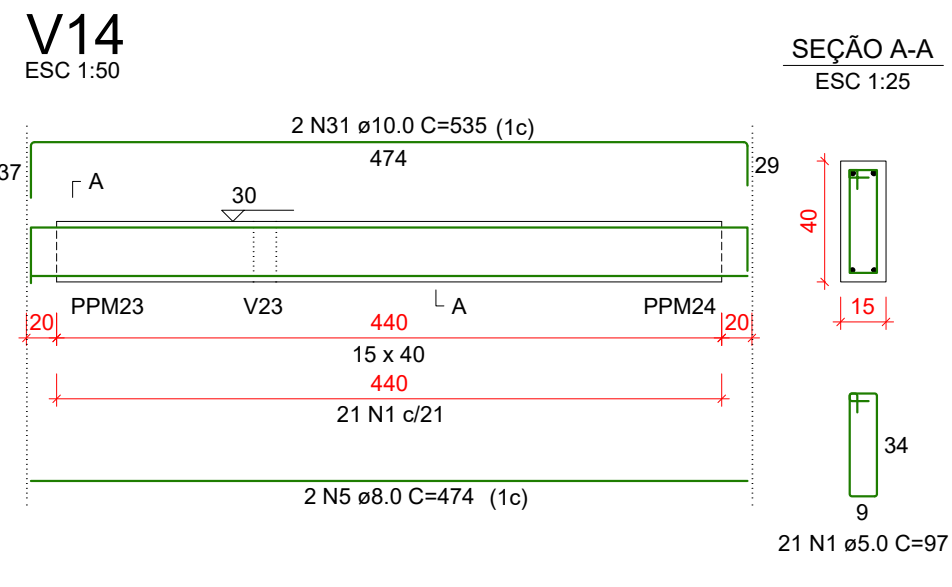 V14
ESC 1:50
SEÇÃO A-A
ESC 1:25
2 N31 ø10.0 C=535 (1c)
474
37
29
A
30
40
PPM23
V23
A
PPM24
15
20
440
20
15 x 40
440
21 N1 c/21
34
2 N5 ø8.0 C=474 (1c)
9
21 N1 ø5.0 C=97